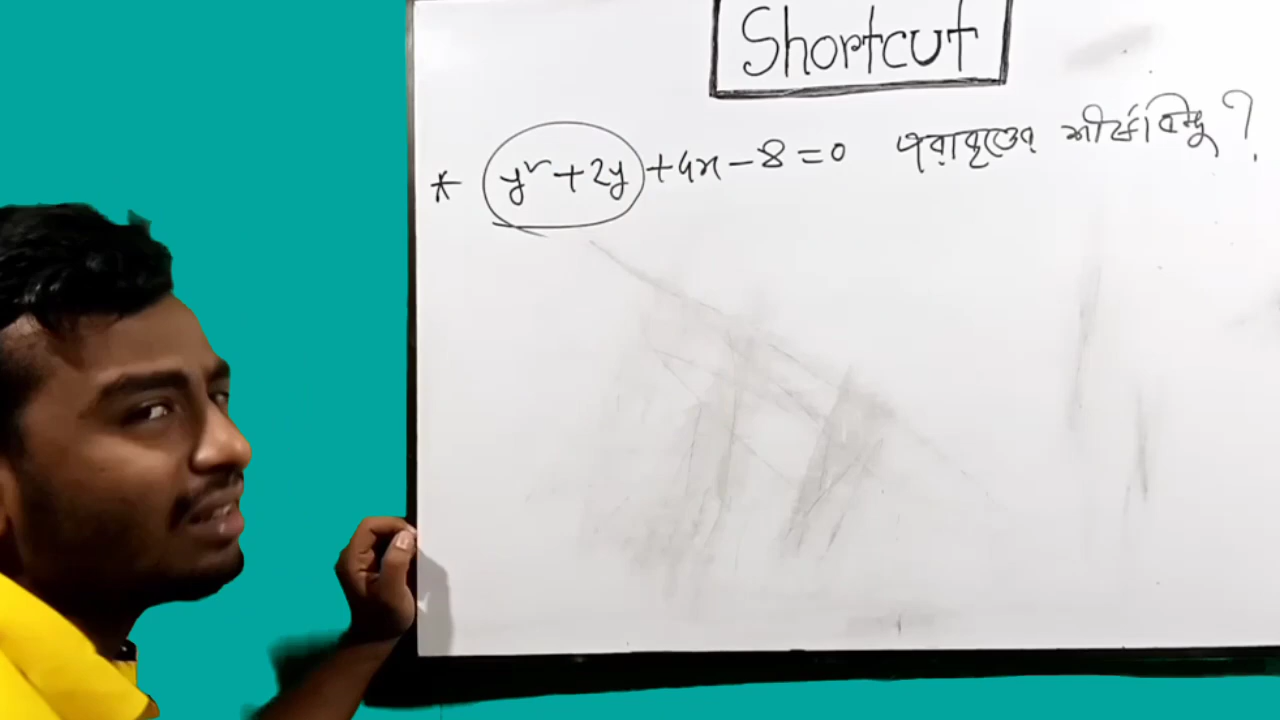 Shortcut
* y² + 2y + 4x - 8 = 0 পরাবৃত্তের শীর্ষবিন্দু ?